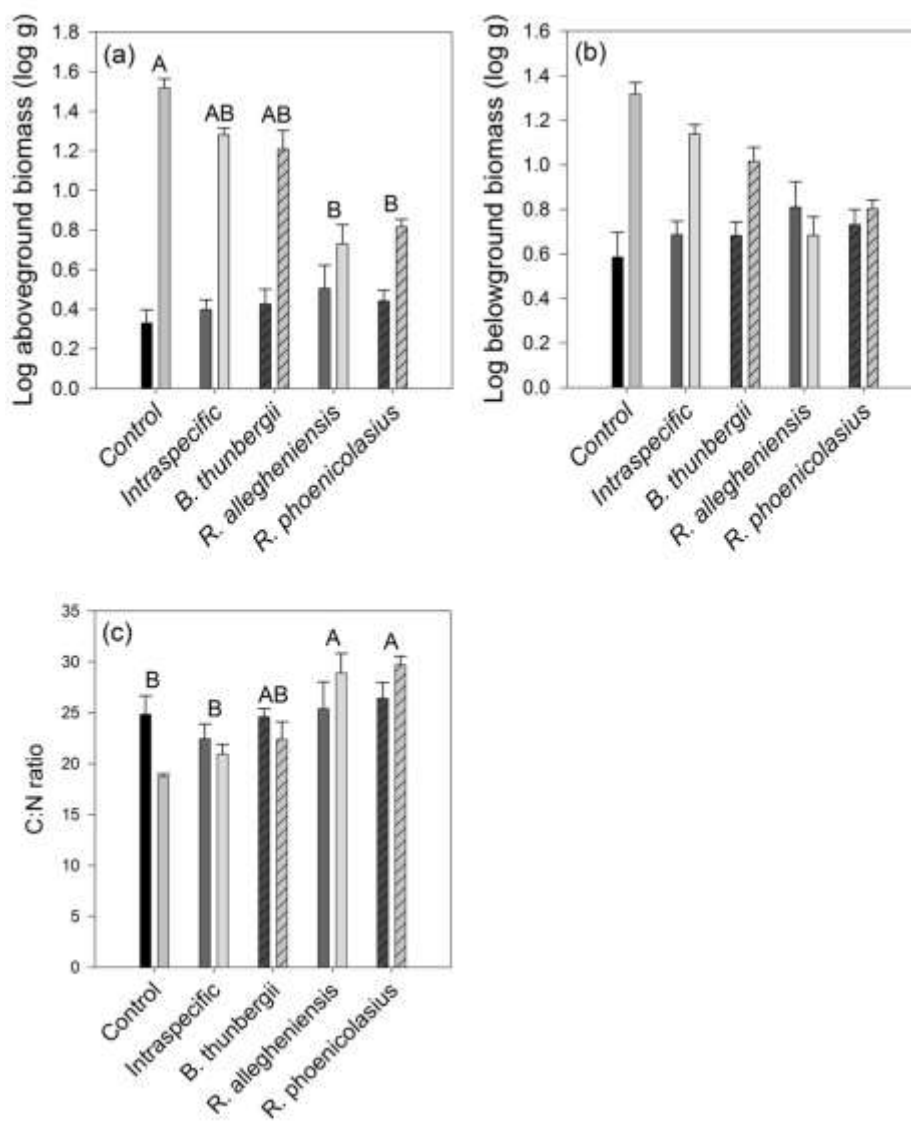 (a)
Log aboveground biomass (log g)
1.8
1.6
1.4
1.2
1.0
0.8
0.6
0.4
0.2
0.0
A
AB
AB
B
B
Control
Intraspecific
B. thunbergii
R. allegheniensis
R. phoenicolasius
(b)
Log belowground biomass (log g)
1.6
1.4
1.2
1.0
0.8
0.6
0.4
0.2
0.0
Control
Intraspecific
B. thunbergii
R. allegheniensis
R. phoenicolasius
(c)
C:N ratio
35
30
25
20
15
10
5
0
B
B
AB
A
A
Control
Intraspecific
B. thunbergii
R. allegheniensis
R. phoenicolasius